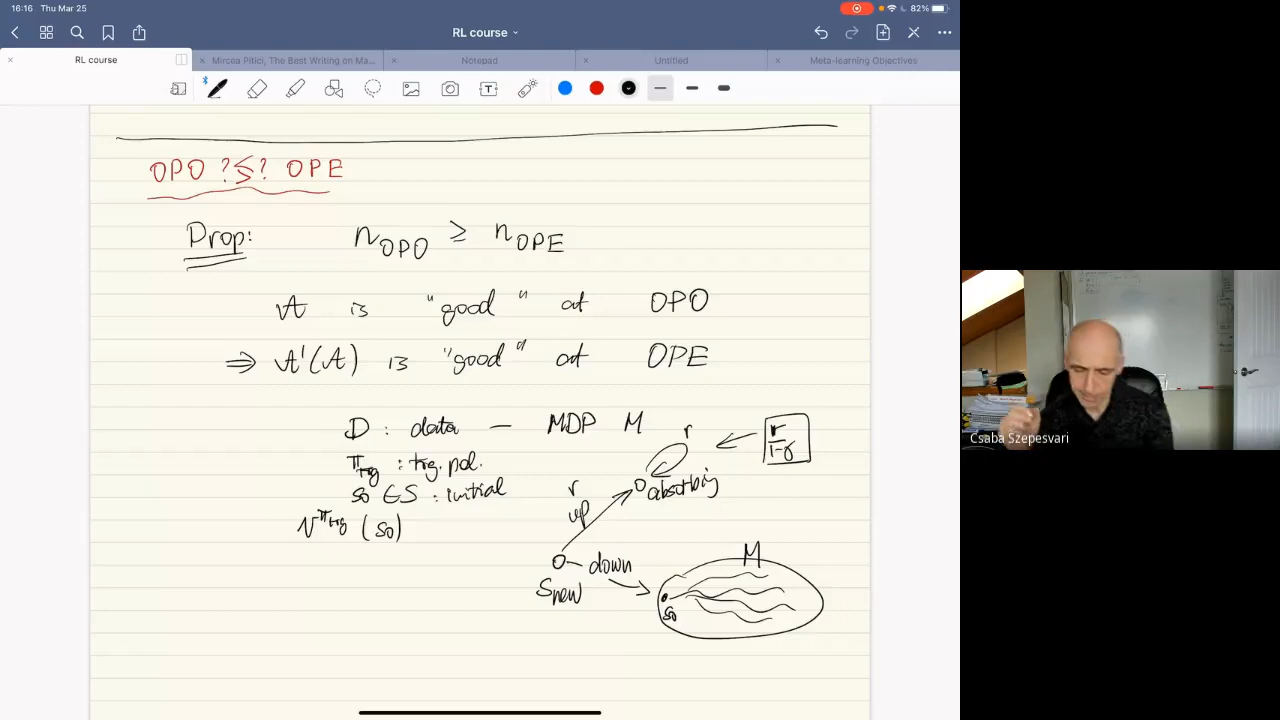 16:16 Thu Mar 25
82%
RL course
RL course
Mircea Pitici, The Best Writing on Ma...
Notepad
Untitled
Meta-learning Objectives
OPO ?≤? OPE
Prop: n_OPO ≥ n_OPE
A is "good" at OPO
⇒ A'(A) is "good" at OPE
D : data — MDP M
π_trg : trg. pol.
s0 ∈ S : initial
v^π_trg (s0)
r
r/1-γ
absorbing
r
up
down
s_new
M
s0
Csaba Szepesvari